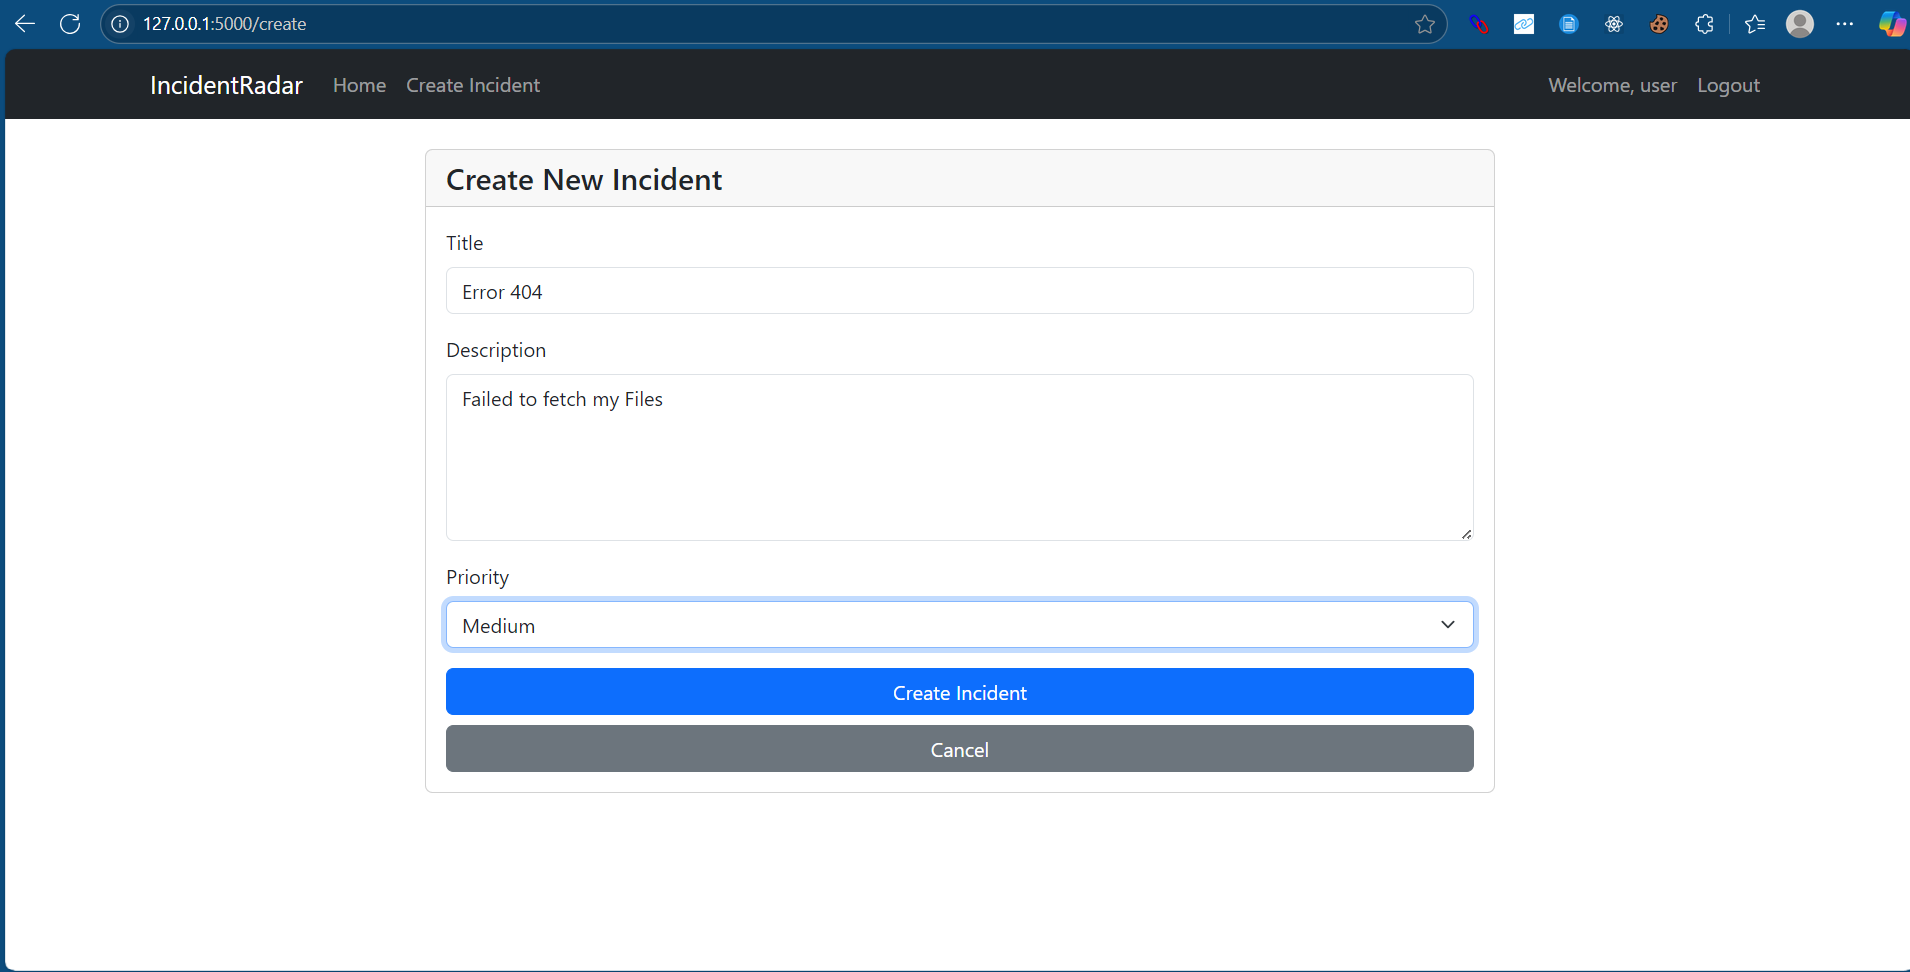 127.0.0.1:5000/create
IncidentRadar Home Create Incident Welcome, user Logout
Create New Incident
Title
Error 404
Description
Failed to fetch my Files
Priority
Medium
Create Incident
Cancel